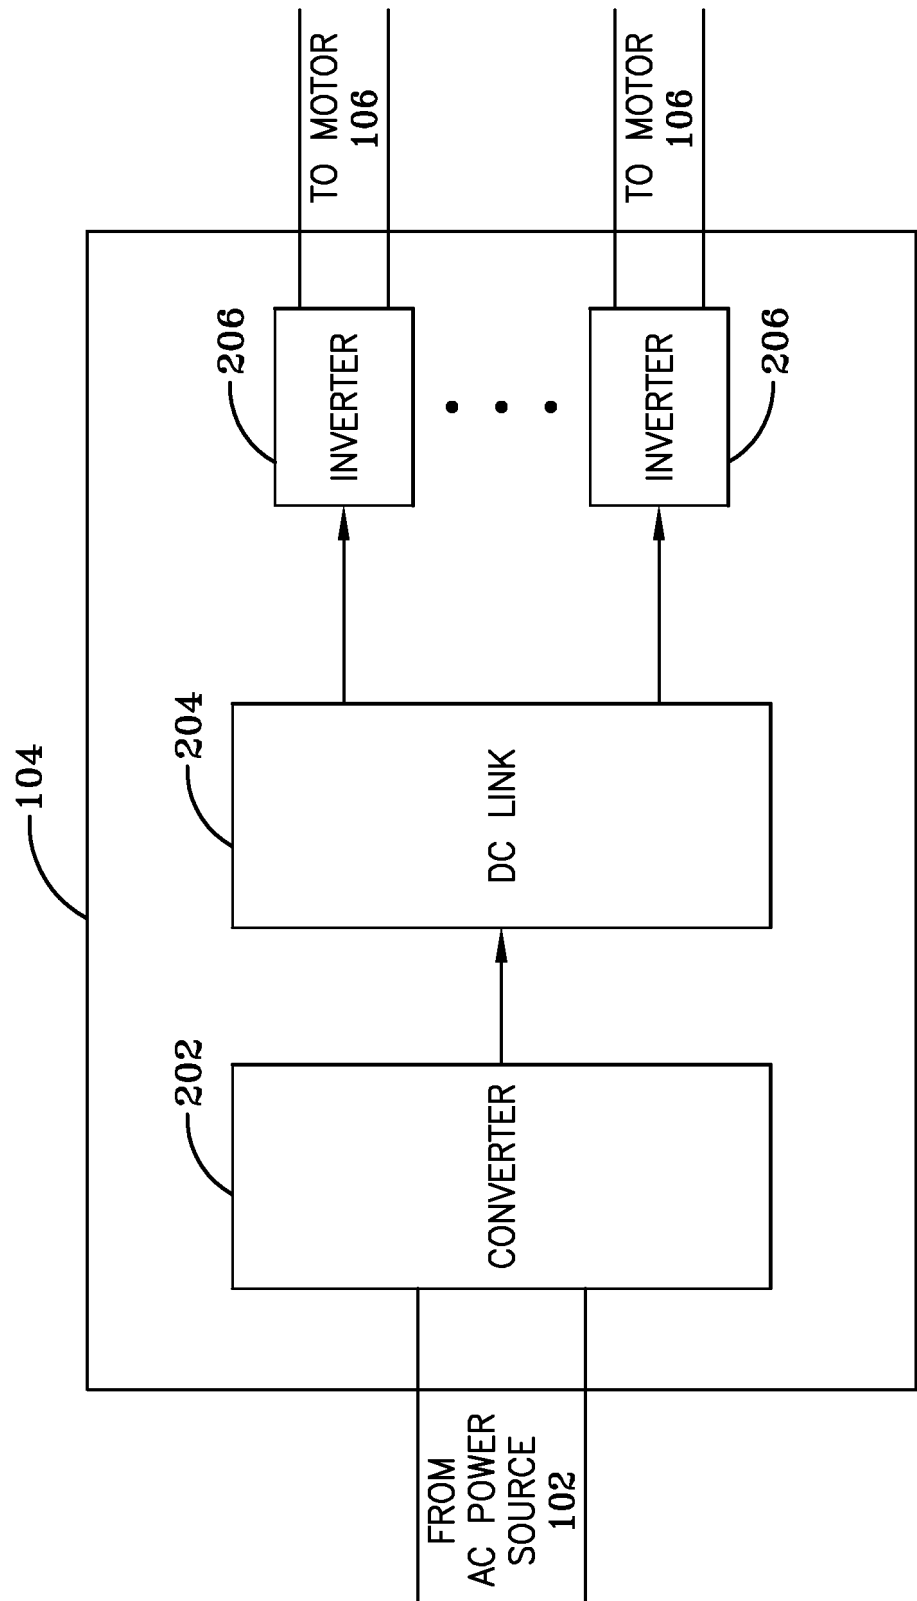 104
202
204
206
FROM
AC POWER
SOURCE
102
CONVERTER
DC LINK
INVERTER
TO MOTOR
106
INVERTER
TO MOTOR
106
206